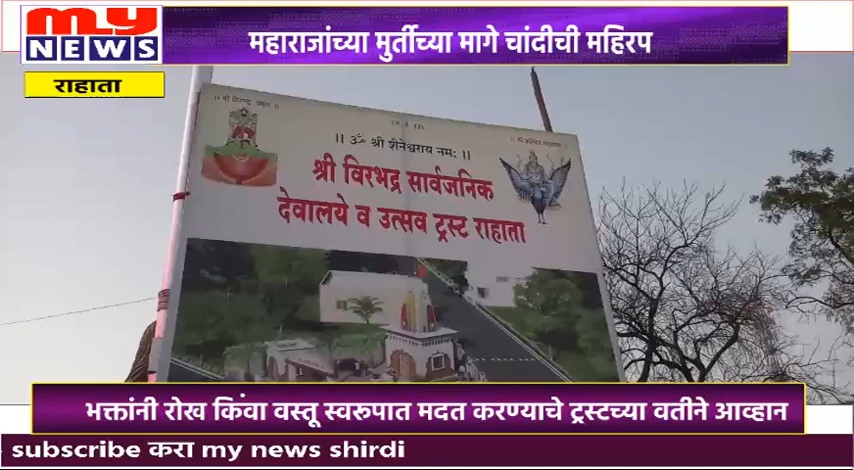 my
NEWS
महाराजांच्या मुर्तीच्या मागे चांदीची महिरप
राहाता
।। ॐ श्री शैनेश्वराय नमः ।।
श्री विरभद्र सार्वजनिक
देवालये व उत्सव ट्रस्ट राहाता
भक्तांनी रोख किंवा वस्तू स्वरूपात मदत करण्याचे ट्रस्टच्या वतीने आव्हान
subscribe करा my news shirdi